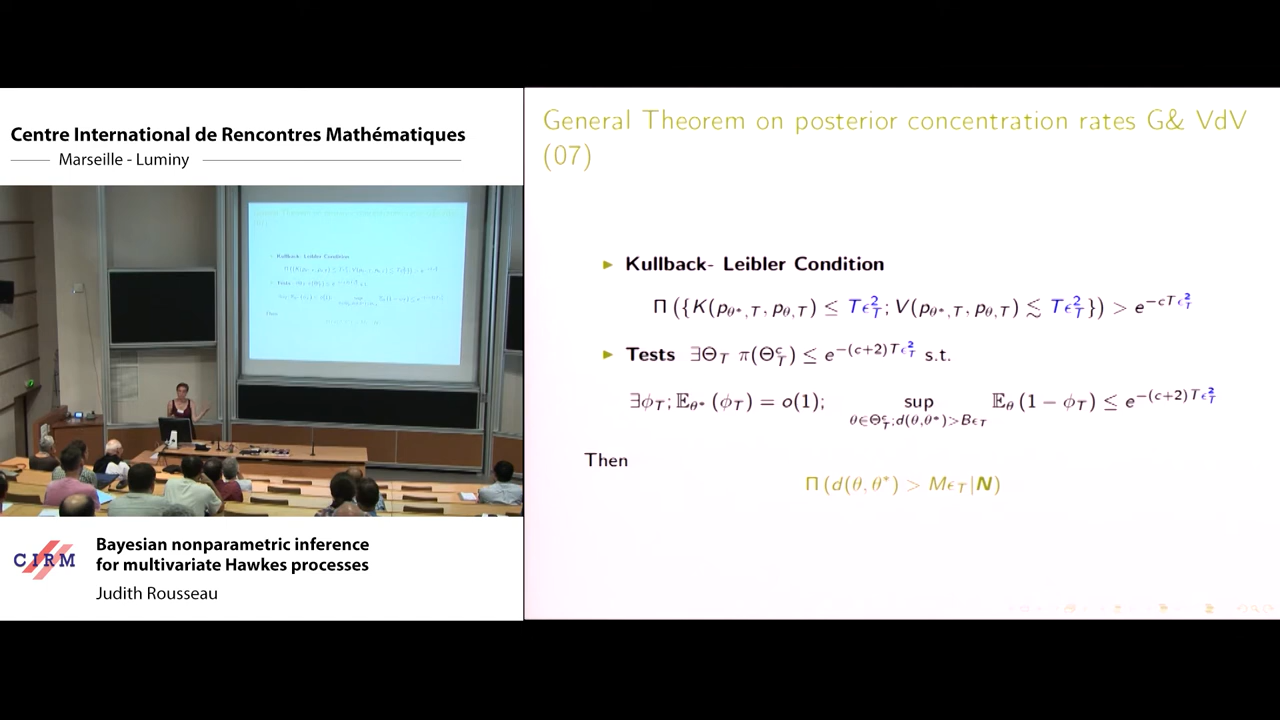 Centre International de Rencontres Mathématiques
Marseille - Luminy
CIRM
Bayesian nonparametric inference
for multivariate Hawkes processes
Judith Rousseau
General Theorem on posterior concentration rates G& VdV
(07)
▶ Kullback- Leibler Condition
Π ({K(p_{θ*,T}, p_{θ,T}) ≤ Tϵ_T^2; V(p_{θ*,T}, p_{θ,T}) ≲ Tϵ_T^2}) > e^{−cTϵ_T^2}
▶ Tests ∃Θ_T π(Θ_T^c) ≤ e^{−(c+2)Tϵ_T^2} s.t.
∃ϕ_T; 𝔼_{θ*}(ϕ_T) = o(1); sup_{θ∈Θ_T^c; d(θ,θ*)>Bϵ_T} 𝔼_θ(1 − ϕ_T) ≤ e^{−(c+2)Tϵ_T^2}
Then
Π (d(θ, θ*) > Mϵ_T|N)